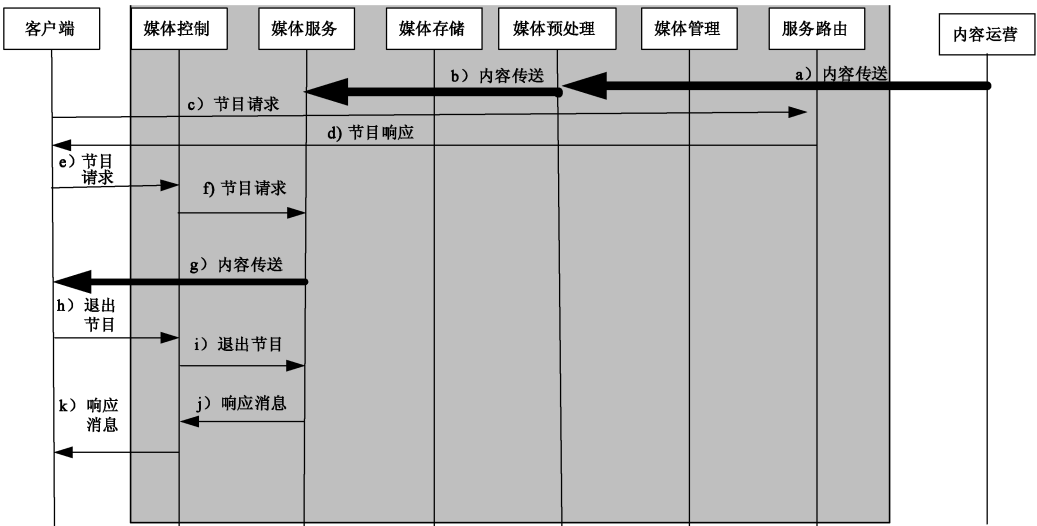 客户端
媒体控制
媒体服务
媒体存储
媒体预处理
媒体管理
服务路由
内容运营
a）内容传送
b）内容传送
c）节目请求
d) 节目响应
e）节目
请求
f) 节目请求
g）内容传送
h）退出
节目
i）退出节目
j）响应消息
k）响应
消息